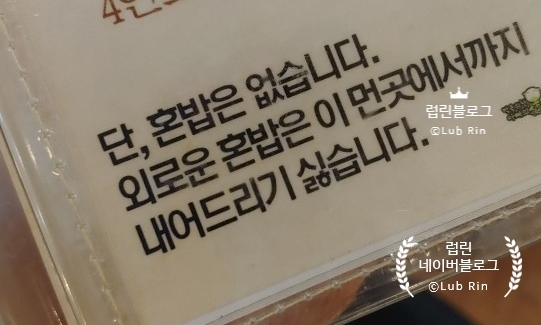 단, 혼밥은 없습니다.
외로운 혼밥은 이 먼곳에서까지
내어드리기 싫습니다.
럽린블로그
©Lub Rin
럽린
네이버블로그
©Lub Rin